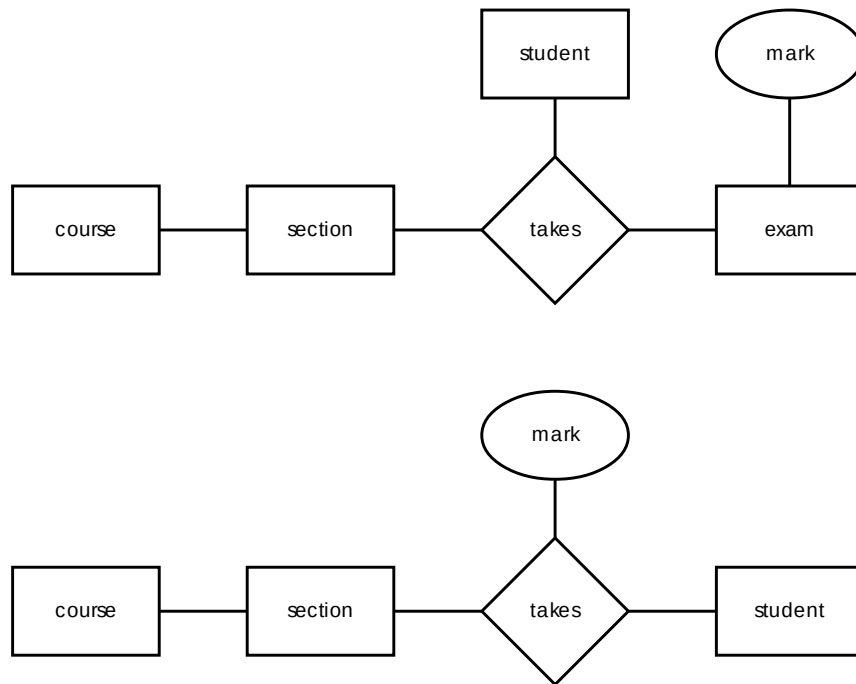 student
mark
course
section
takes
exam
mark
course
section
takes
student